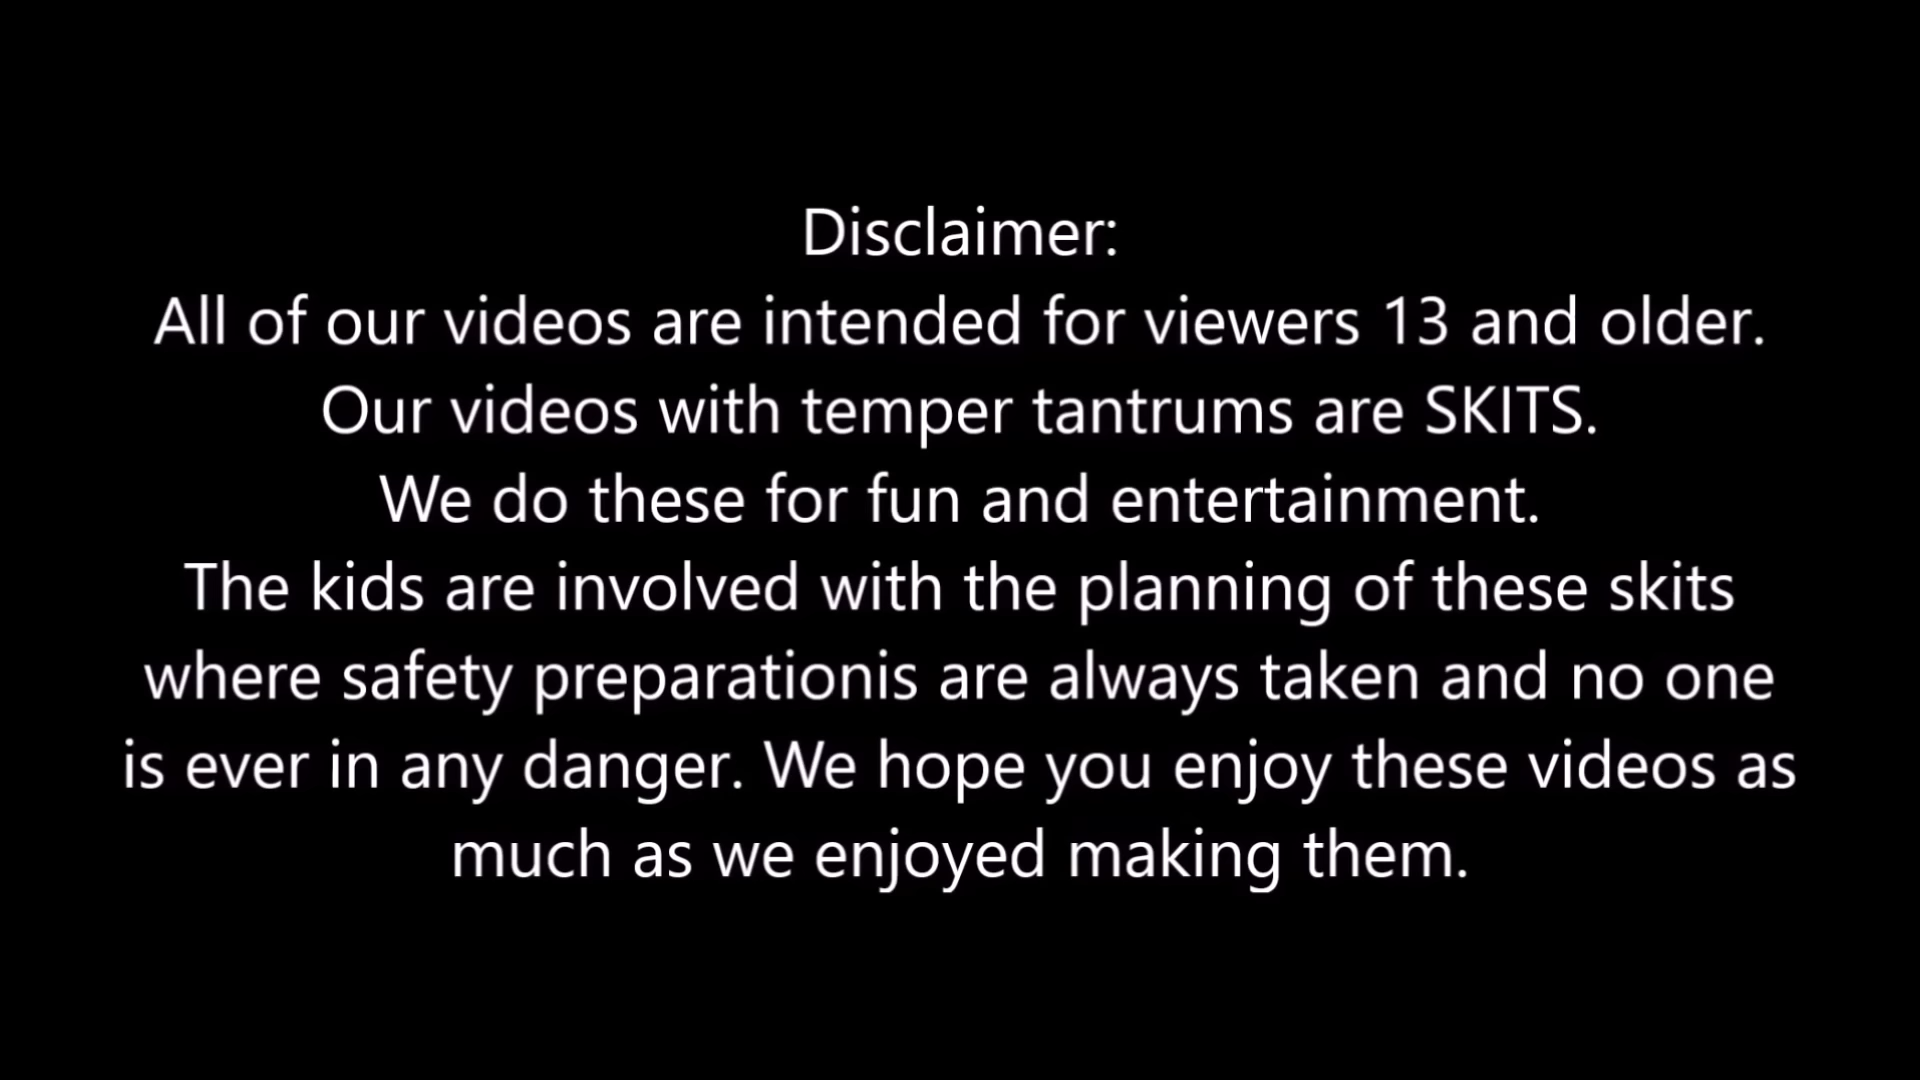 Disclaimer:
All of our videos are intended for viewers 13 and older.
Our videos with temper tantrums are SKITS.
We do these for fun and entertainment.
The kids are involved with the planning of these skits
where safety preparationis are always taken and no one
is ever in any danger. We hope you enjoy these videos as
much as we enjoyed making them.